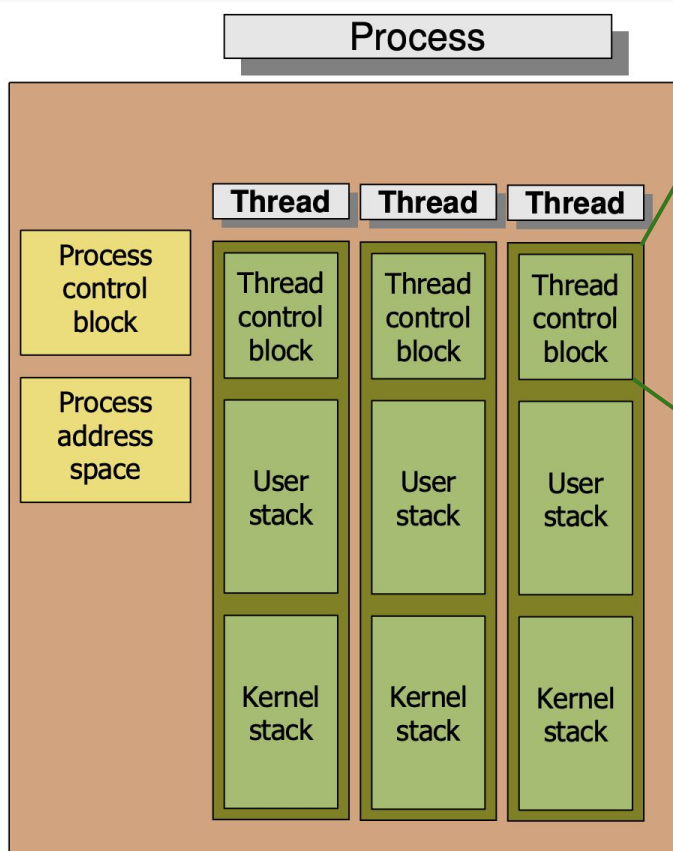 Process
Thread
Thread
Thread
Process
control
block
Process
address
space
Thread
control
block
User
stack
Kernel
stack
Thread
control
block
User
stack
Kernel
stack
Thread
control
block
User
stack
Kernel
stack